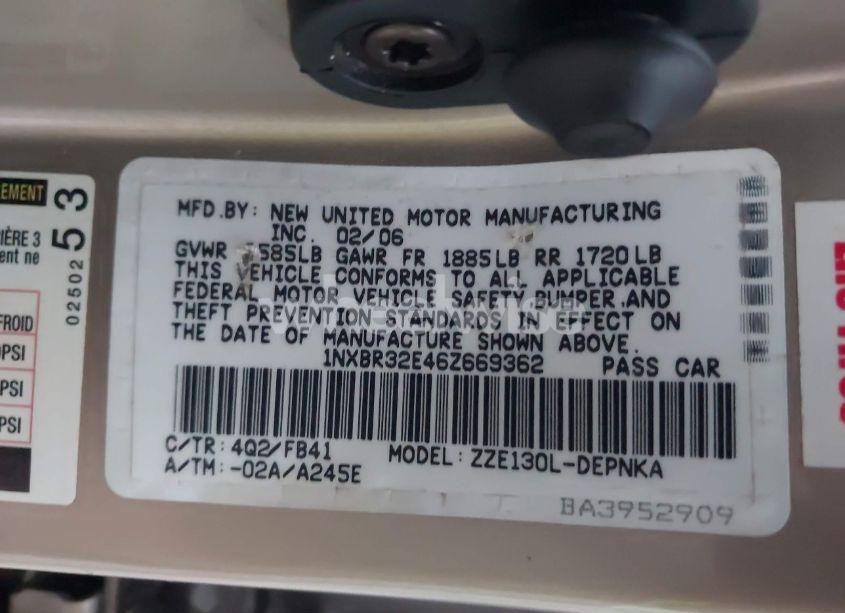 EMENT
53
02502
IÈRE 3
ent ne
FROID
PSI
PSI
PSI
MFD.BY: NEW UNITED MOTOR MANUFACTURING
INC. 02/06
GVWR 585LB GAWR FR 1885LB RR 1720LB
THIS VEHICLE CONFORMS TO ALL APPLICABLE
FEDERAL MOTOR VEHICLE SAFETY,BUMPER,AND
THEFT PREVENTION STANDARDS IN EFFECT ON
THE DATE OF MANUFACTURE SHOWN ABOVE.
1NXBR32E46Z669362 PASS CAR
C/TR: 4Q2/FB41 MODEL: ZZE130L-DEPNKA
A/TM: -02A/A245E
BA3952909